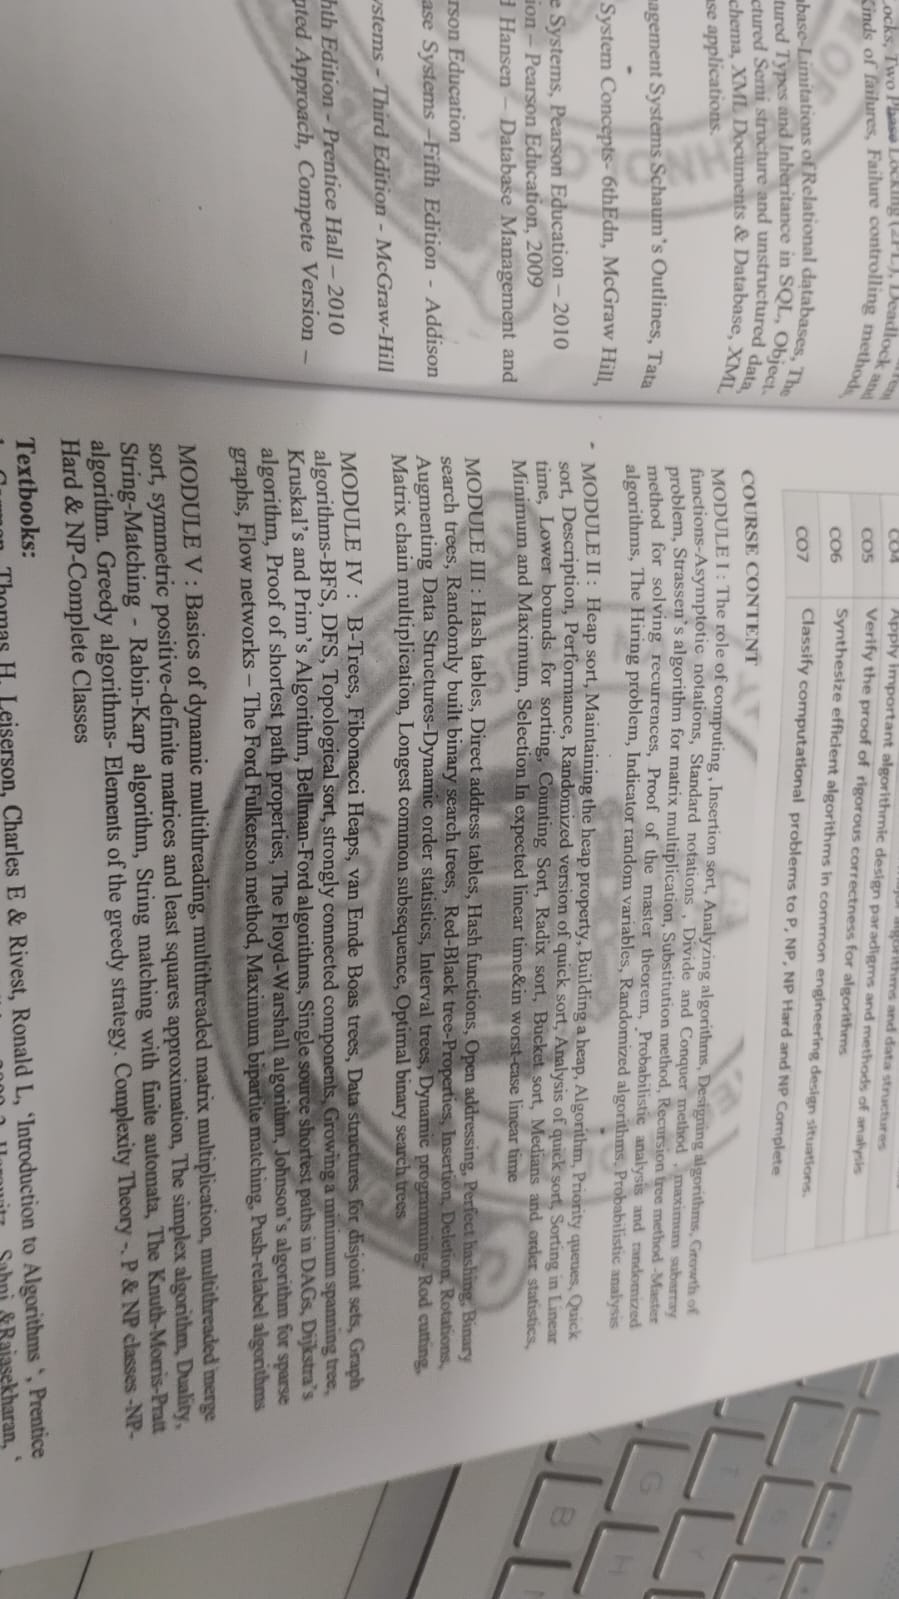 Locks, Two Phase Locking (2PL), Deadlock and
Kinds of failures, Failure controlling methods
abase-Limitations of Relational databases, The
tured Types and Inheritance in SQL, Object-
ctured Semi structure and unstructured data,
chema, XML Documents & Database, XML
se applications.
agement Systems Schaum's Outlines, Tata
System Concepts- 6thEdn, McGraw Hill,
e Systems, Pearson Education – 2010
ion – Pearson Education, 2009
d Hansen – Database Management and
rson Education
ase Systems –Fifth Edition - Addison
ystems - Third Edition - McGraw-Hill
hth Edition - Prentice Hall – 2010
ted Approach, Compete Version –
algorithms and data structures
CO4 Apply important algorithmic design paradigms and methods of analysis
CO5 Verify the proof of rigorous correctness for algorithms
CO6 Synthesize efficient algorithms in common engineering design situations.
CO7 Classify computational problems to P, NP, NP Hard and NP Complete
COURSE CONTENT
MODULE I : The role of computing , Insertion sort, Analyzing algorithms, Designing algorithms, Growth of
functions-Asymptotic notations, Standard notations , Divide and Conquer method , maximum subarray
problem, Strassen's algorithm for matrix multiplication, Substitution method, Recursion tree method -Master
method for solving recurrences, Proof of the master theorem, Probabilistic analysis and randomized
algorithms, The Hiring problem, Indicator random variables, Randomized algorithms, Probabilistic analysis
MODULE II : Heap sort, Maintaining the heap property, Building a heap, Algorithm, Priority queues, Quick
sort, Description, Performance, Randomized version of quick sort, Analysis of quick sort, Sorting in Linear
time, Lower bounds for sorting, Counting Sort, Radix sort, Bucket sort, Medians and order statistics,
Minimum and Maximum, Selection In expected linear time&in worst-case linear time
MODULE III : Hash tables, Direct address tables, Hash functions, Open addressing, Perfect hashing, Binary
search trees, Randomly built binary search trees, Red-Black tree-Properties, Insertion, Deletion, Rotations,
Augmenting Data Structures-Dynamic order statistics, Interval trees, Dynamic programming- Rod cutting,
Matrix chain multiplication, Longest common subsequence, Optimal binary search trees
MODULE IV : B-Trees, Fibonacci Heaps, van Ende Boas trees, Data structures for disjoint sets, Graph
algorithms-BFS, DFS, Topological sort, strongly connected components, Growing a minimum spanning tree,
Kruskal's and Prim's Algorithm, Bellman-Ford algorithms, Single source shortest paths in DAGs, Dijkstra's
algorithm, Proof of shortest path properties, The Floyd-Warshall algorithm, Johnson's algorithm for sparse
graphs, Flow networks – The Ford Fulkerson method, Maximum bipartite matching, Push-relabel algorithms
MODULE V : Basics of dynamic multithreading, multithreaded matrix multiplication, multithreaded merge
sort, symmetric positive-definite matrices and least squares approximation, The simplex algorithm, Duality,
String-Matching - Rabin-Karp algorithm, String matching with finite automata, The Knuth-Morris-Pratt
algorithm. Greedy algorithms- Elements of the greedy strategy. Complexity Theory -. P & NP classes -NP-
Hard & NP-Complete Classes
Textbooks:
Thomas H, Leiserson, Charles E & Rivest, Ronald L, 'Introduction to Algorithms ', Prentice
Sahni &Rajasekharan, '
G
B
H